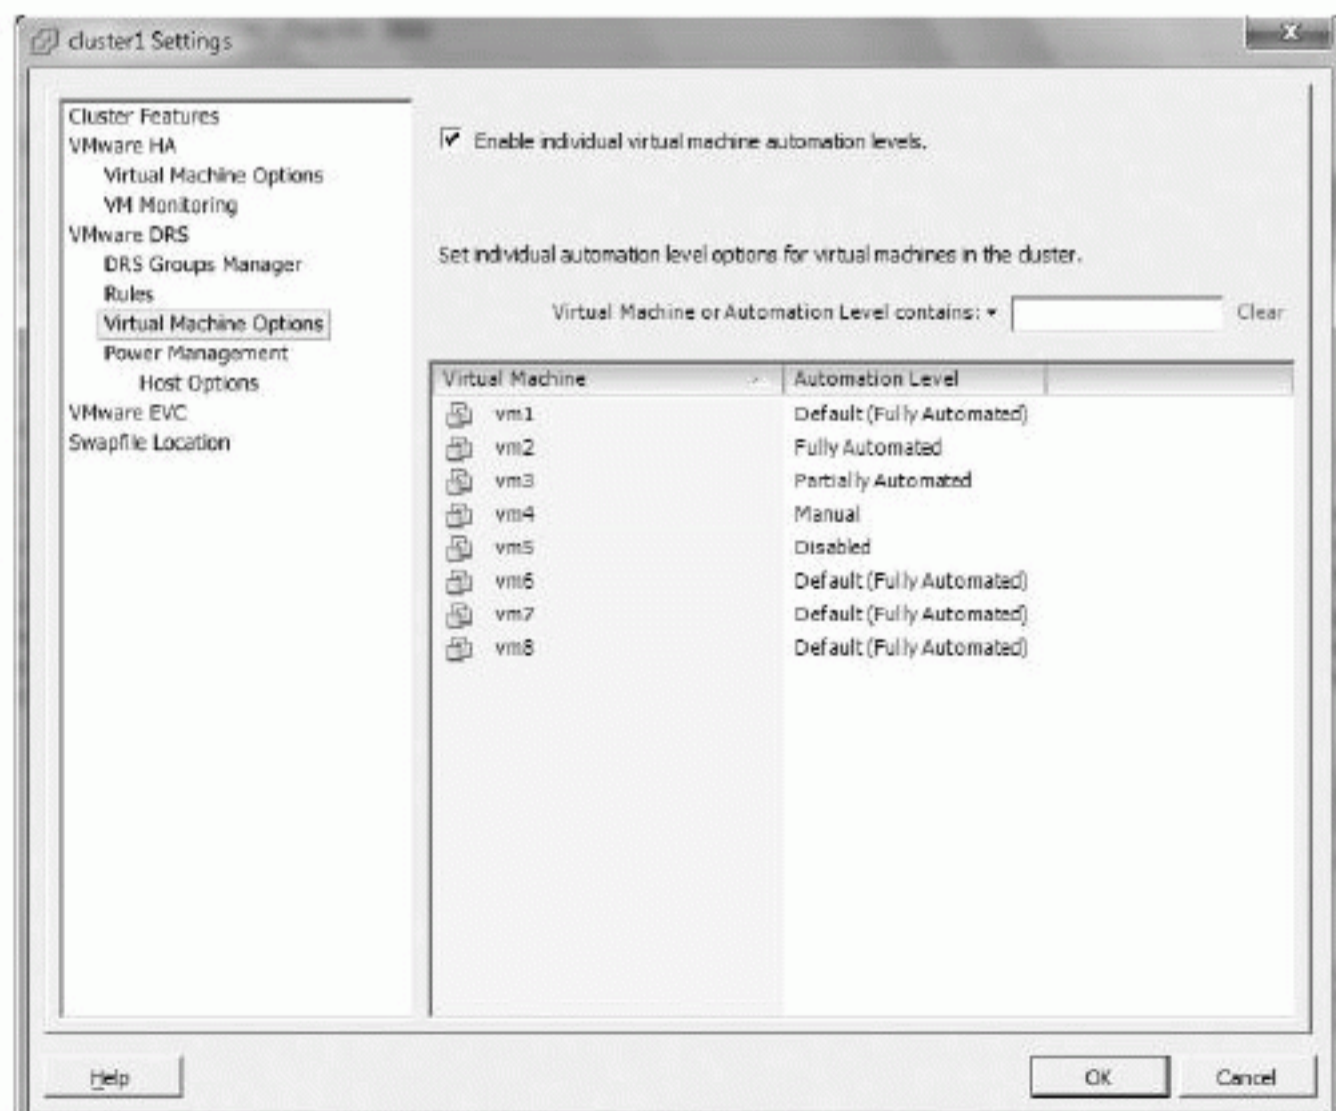 cluster1 Settings
Cluster Features
VMware HA
Virtual Machine Options
VM Monitoring
VMware DRS
DRS Groups Manager
Rules
Virtual Machine Options
Power Management
Host Options
VMware EVC
Swapfile Location
Enable individual virtual machine automation levels.
Set individual automation level options for virtual machines in the cluster.
Virtual Machine or Automation Level contains: Clear
Virtual Machine Automation Level
vm1 Default (Fully Automated)
vm2 Fully Automated
vm3 Partially Automated
vm4 Manual
vm5 Disabled
vm6 Default (Fully Automated)
vm7 Default (Fully Automated)
vm8 Default (Fully Automated)
Help OK Cancel